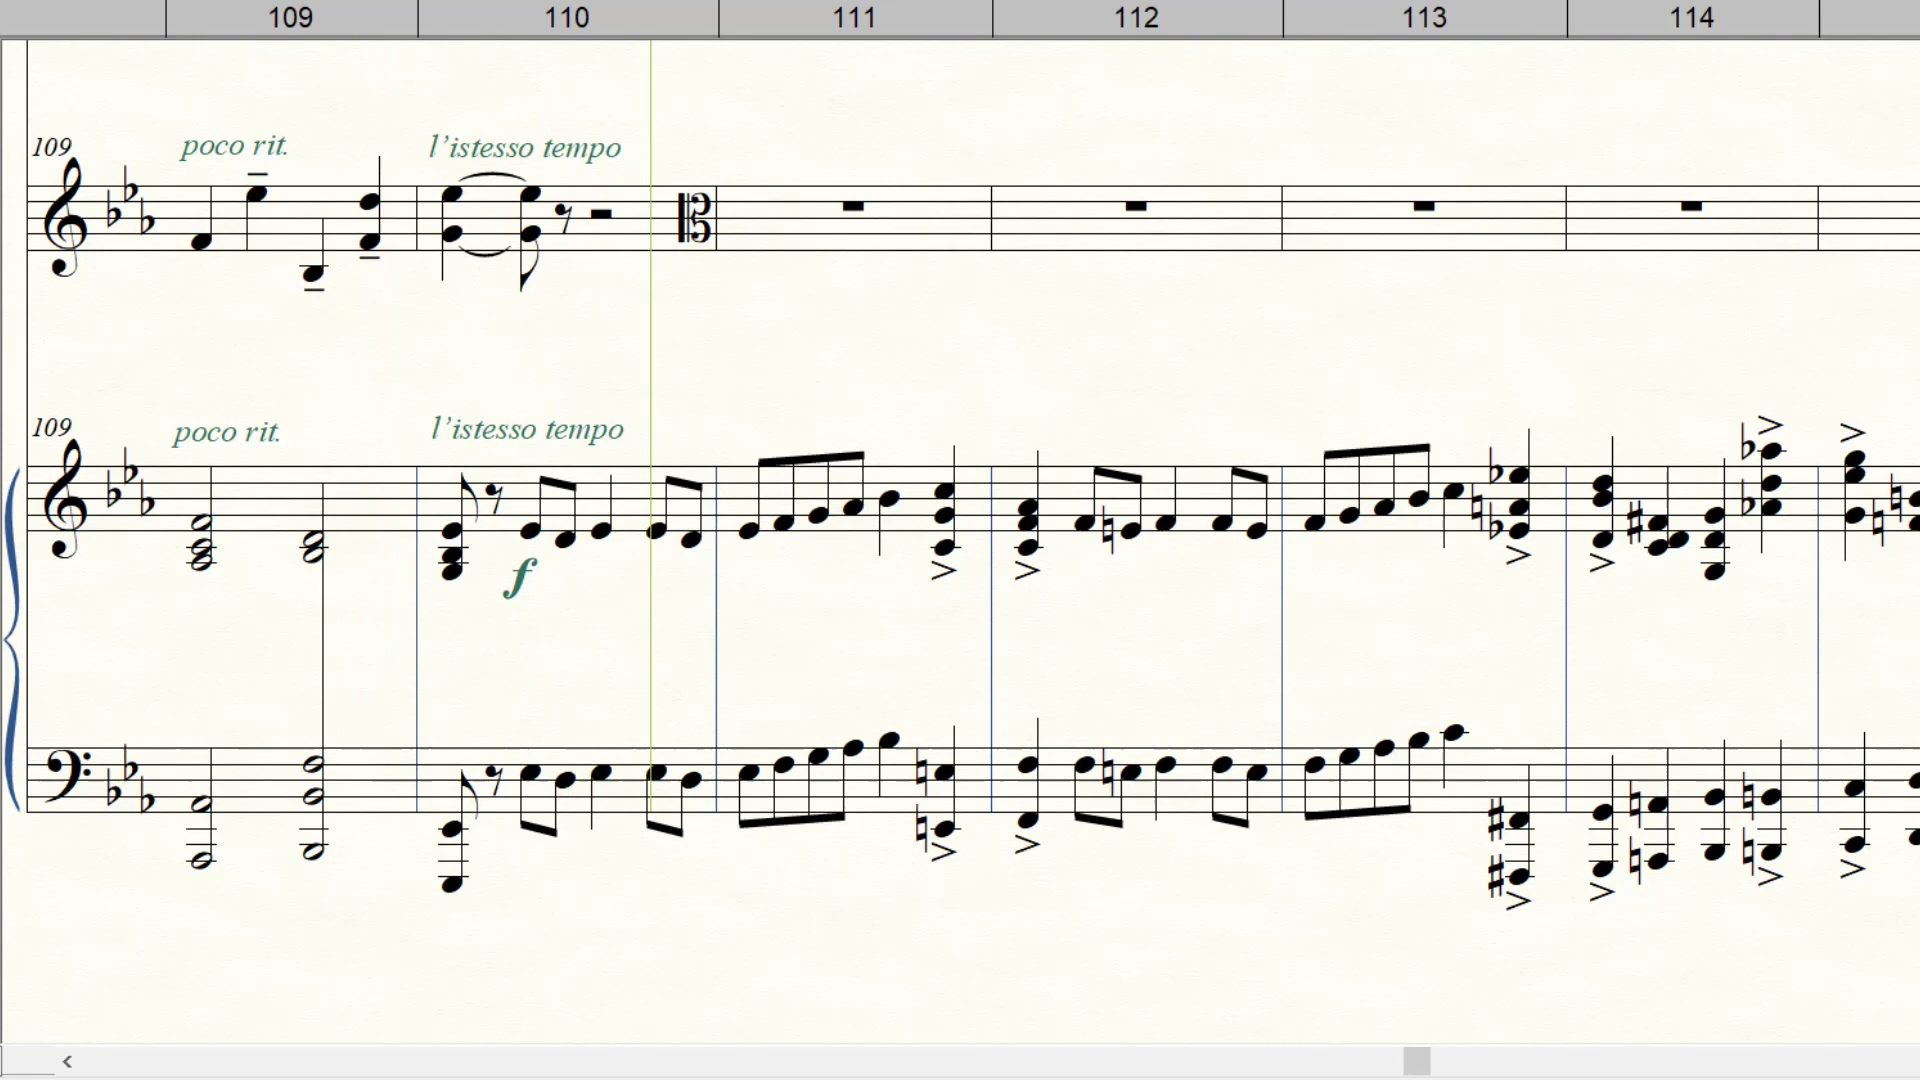 109 110 111 112 113 114
109 poco rit. l'istesso tempo
109 poco rit. l'istesso tempo
f